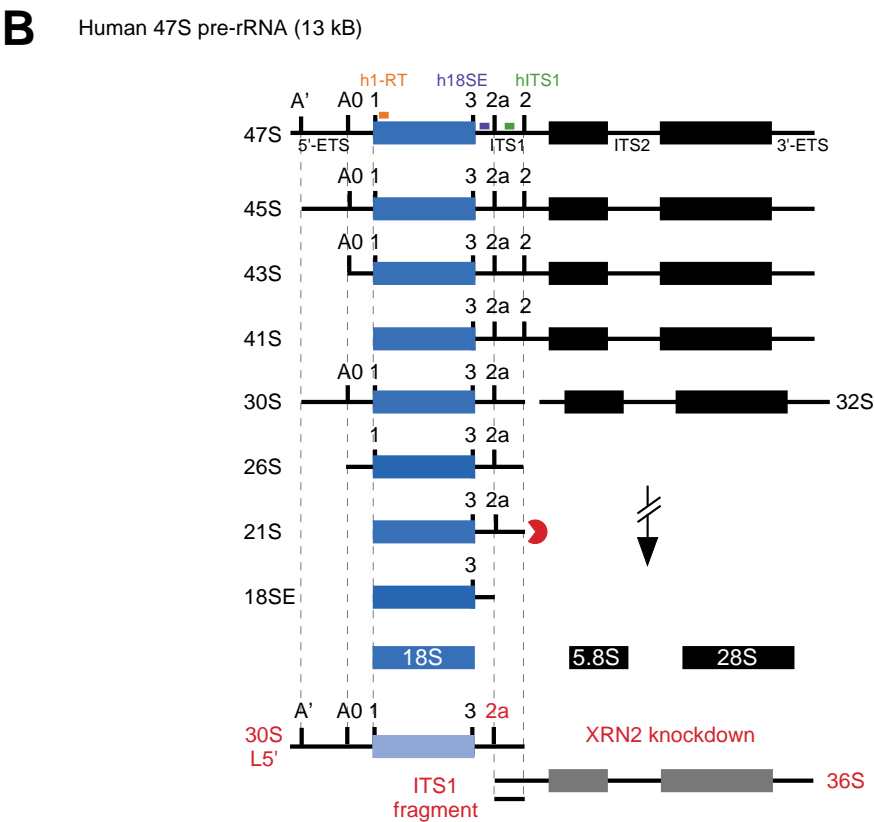 B Human 47S pre-rRNA (13 kB)
h1-RT h18SE hITS1
A' A0 1 3 2a 2
47S
5'-ETS ITS1 ITS2 3'-ETS
A0 1 3 2a 2
45S
A0 1 3 2a 2
43S
3 2a 2
41S
A0 1 3 2a
30S 32S
1 3 2a
26S
3 2a
21S
3
18SE
18S 5.8S 28S
A' A0 1 3 2a
30S XRN2 knockdown
L5'
ITS1 36S
fragment